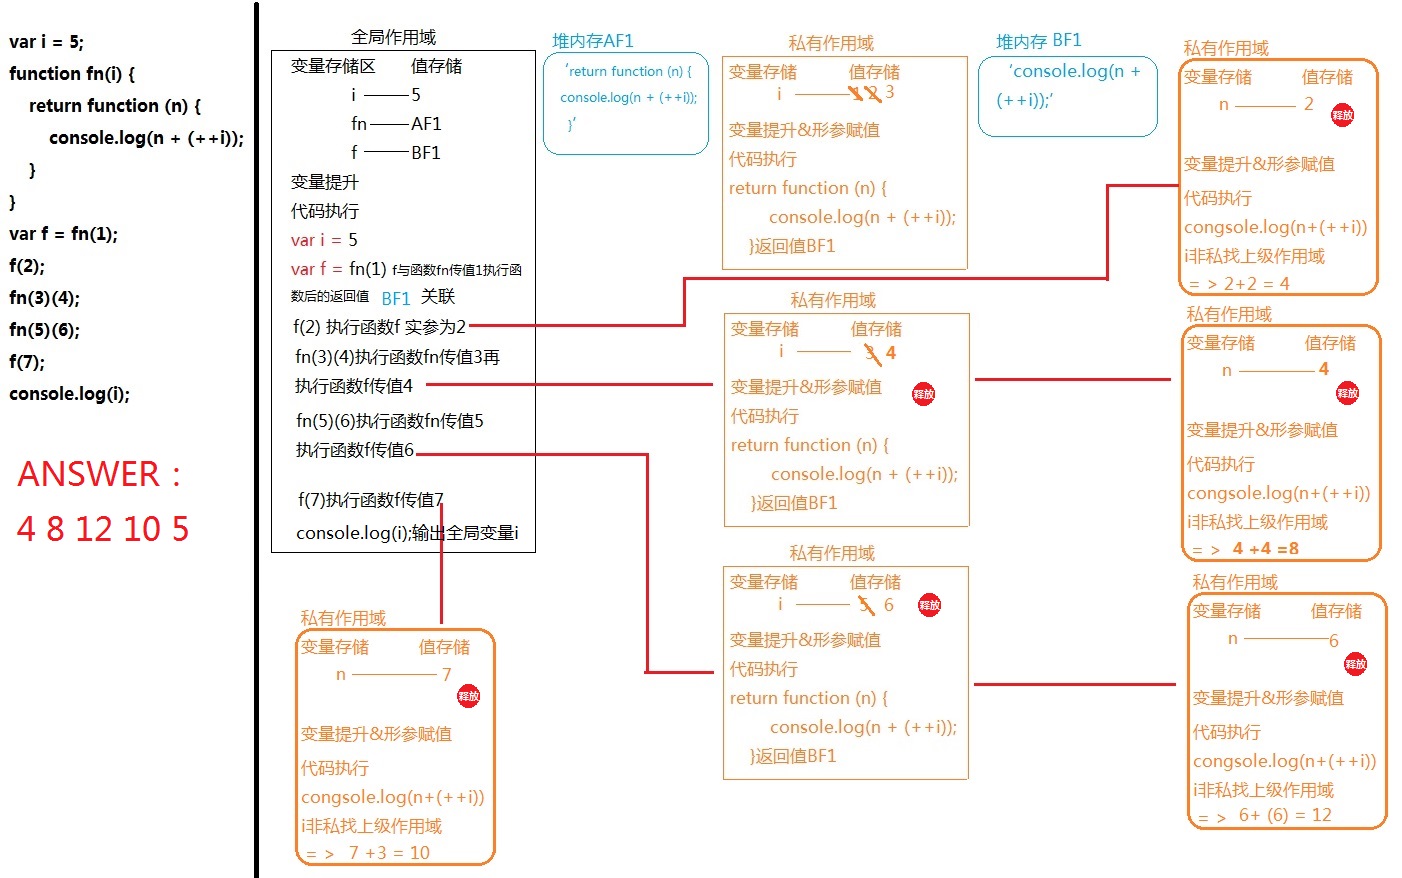 var i = 5;
function fn(i) {
return function (n) {
console.log(n + (++i));
}
}
var f = fn(1);
f(2);
fn(3)(4);
fn(5)(6);
f(7);
console.log(i);
ANSWER：
4 8 12 10 5
全局作用域
变量存储区 值存储
i 5
fn AF1
f BF1
变量提升
代码执行
var i = 5
var f = fn(1) f与函数fn传值1执行函
数后的返回值 BF1 关联
f(2) 执行函数f 实参为2
fn(3)(4)执行函数fn传值3再
执行函数f传值4
fn(5)(6)执行函数fn传值5
执行函数f传值6
f(7)执行函数f传值7
console.log(i);输出全局变量i
堆内存AF1
‘return function (n) {
console.log(n + (++i));
}’
私有作用域
变量存储 值存储
i 1 2 3
变量提升&形参赋值
代码执行
return function (n) {
console.log(n + (++i));
}返回值BF1
堆内存 BF1
‘console.log(n +
(++i));’
私有作用域
变量存储 值存储
n 2
释放
变量提升&形参赋值
代码执行
congsole.log(n+(++i))
i非私找上级作用域
= > 2+2 = 4
私有作用域
变量存储 值存储
i 3 4
变量提升&形参赋值
释放
代码执行
return function (n) {
console.log(n + (++i));
}返回值BF1
私有作用域
变量存储 值存储
n 4
释放
变量提升&形参赋值
代码执行
congsole.log(n+(++i))
i非私找上级作用域
= > 4 +4 =8
私有作用域
变量存储 值存储
i 5 6
释放
变量提升&形参赋值
代码执行
return function (n) {
console.log(n + (++i));
}返回值BF1
私有作用域
变量存储 值存储
n 6
释放
变量提升&形参赋值
代码执行
congsole.log(n+(++i))
i非私找上级作用域
= > 6+ (6) = 12
私有作用域
变量存储 值存储
n 7
释放
变量提升&形参赋值
代码执行
congsole.log(n+(++i))
i非私找上级作用域
= > 7 +3 = 10